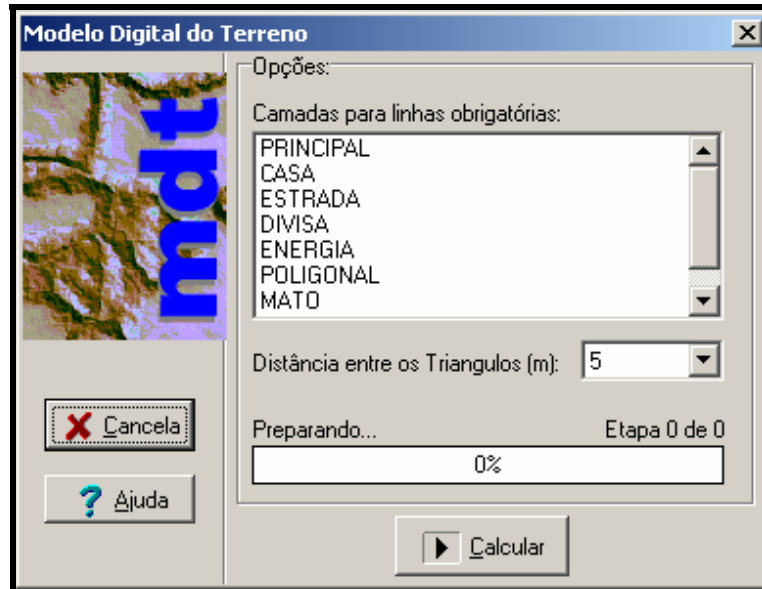 Modelo Digital do Terreno
mdt
Opções:
Camadas para linhas obrigatórias:
PRINCIPAL
CASA
ESTRADA
DIVISA
ENERGIA
POLIGONAL
MATO
Distância entre os Triangulos (m): 5
Preparando... Etapa 0 de 0
0%
Cancela
? Ajuda
Calcular